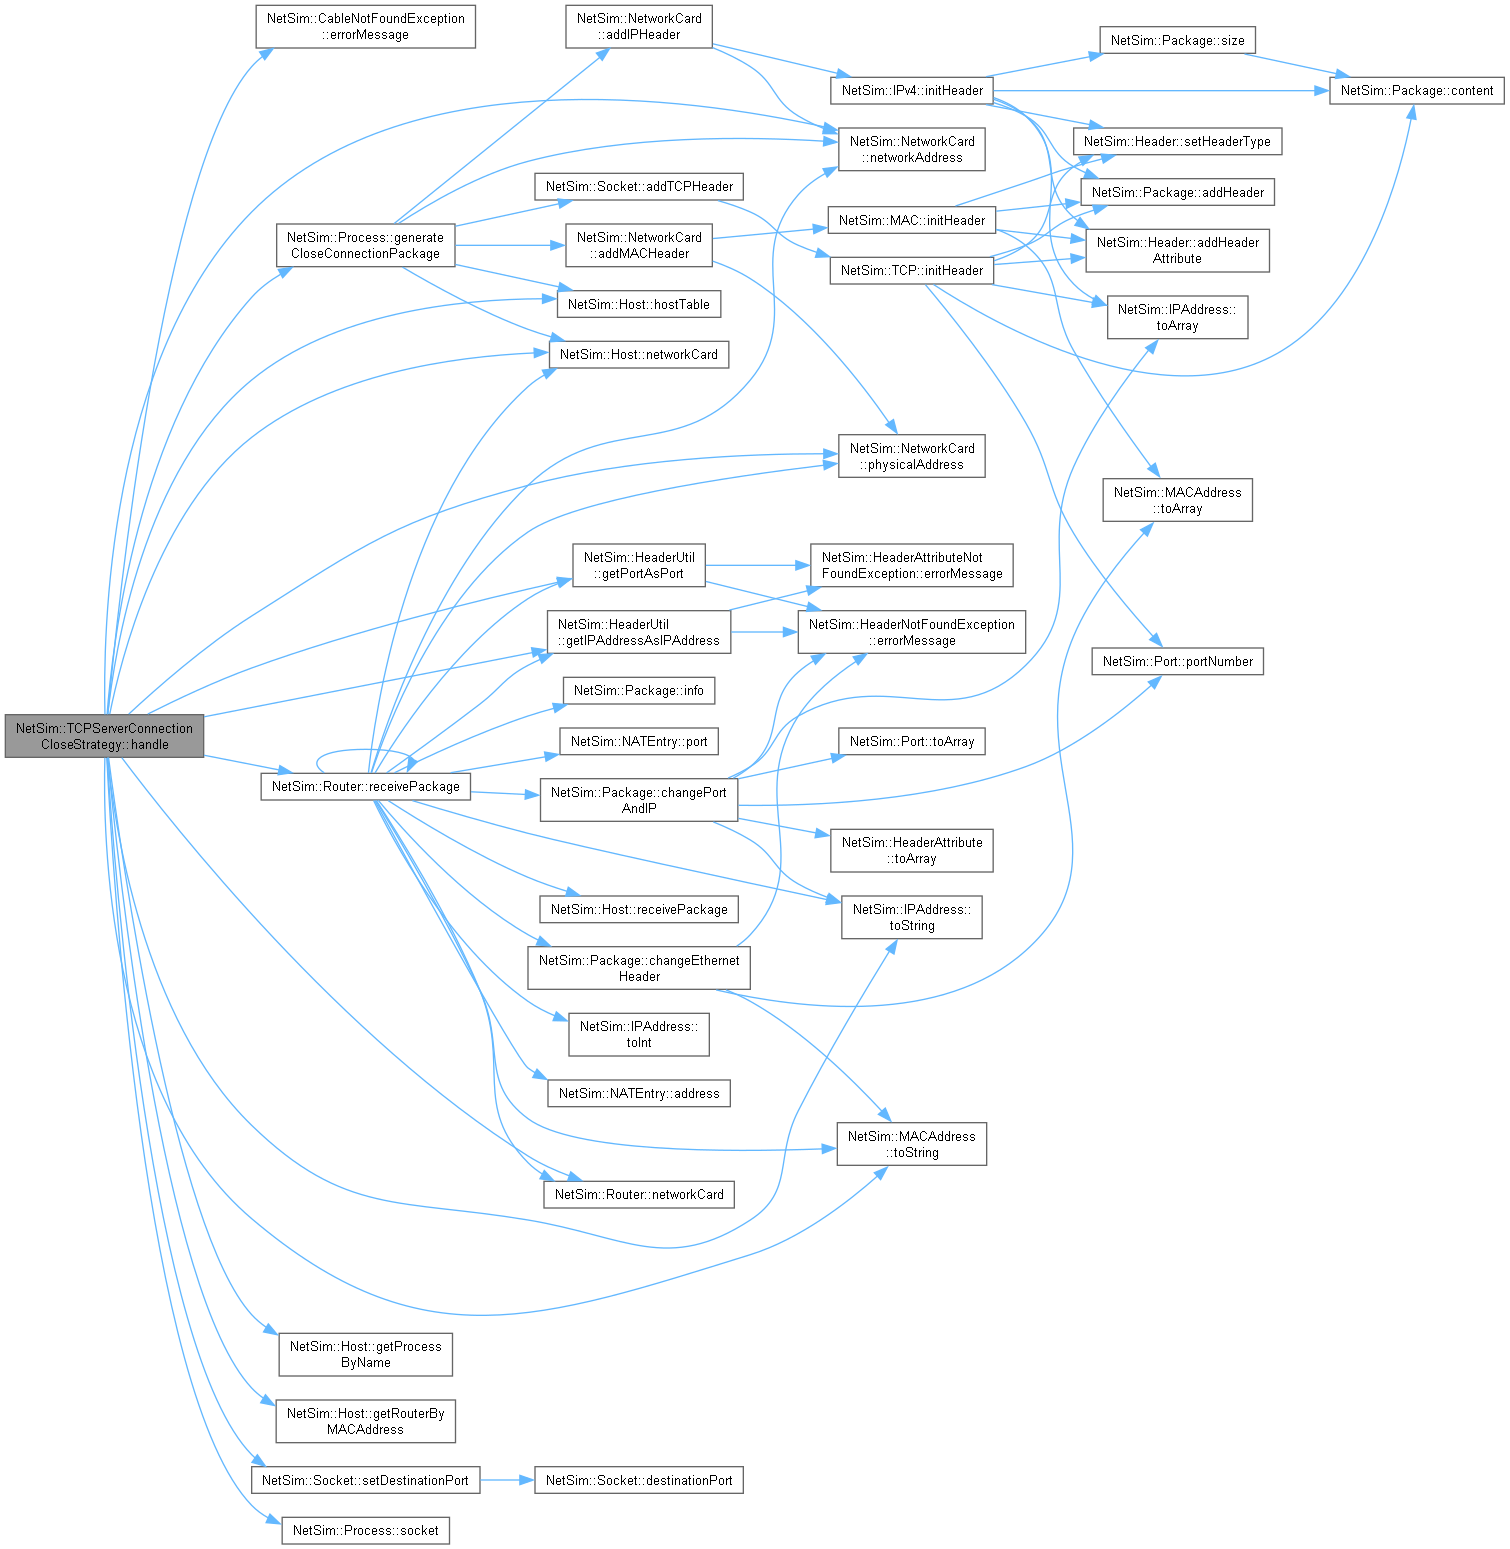 NetSim::CableNotFoundException
::errorMessage
NetSim::NetworkCard
::addIPHeader
NetSim::Package::size
NetSim::IPv4::initHeader
NetSim::Package::content
NetSim::NetworkCard
::networkAddress
NetSim::Header::setHeaderType
NetSim::Socket::addTCPHeader
NetSim::Package::addHeader
NetSim::MAC::initHeader
NetSim::Process::generate
CloseConnectionPackage
NetSim::NetworkCard
::addMACHeader
NetSim::Header::addHeader
Attribute
NetSim::TCP::initHeader
NetSim::Host::hostTable
NetSim::IPAddress::
toArray
NetSim::Host::networkCard
NetSim::NetworkCard
::physicalAddress
NetSim::MACAddress
::toArray
NetSim::HeaderUtil
::getPortAsPort
NetSim::HeaderAttributeNot
FoundException::errorMessage
NetSim::HeaderUtil
::getIPAddressAsIPAddress
NetSim::HeaderNotFoundException
::errorMessage
NetSim::Port::portNumber
NetSim::Package::info
NetSim::TCPServerConnection
CloseStrategy::handle
NetSim::NATEntry::port
NetSim::Port::toArray
NetSim::Router::receivePackage
NetSim::Package::changePort
AndIP
NetSim::HeaderAttribute
::toArray
NetSim::Host::receivePackage
NetSim::IPAddress::
toString
NetSim::Package::changeEthernet
Header
NetSim::IPAddress::
toInt
NetSim::NATEntry::address
NetSim::MACAddress
::toString
NetSim::Router::networkCard
NetSim::Host::getProcess
ByName
NetSim::Host::getRouterBy
MACAddress
NetSim::Socket::setDestinationPort
NetSim::Socket::destinationPort
NetSim::Process::socket